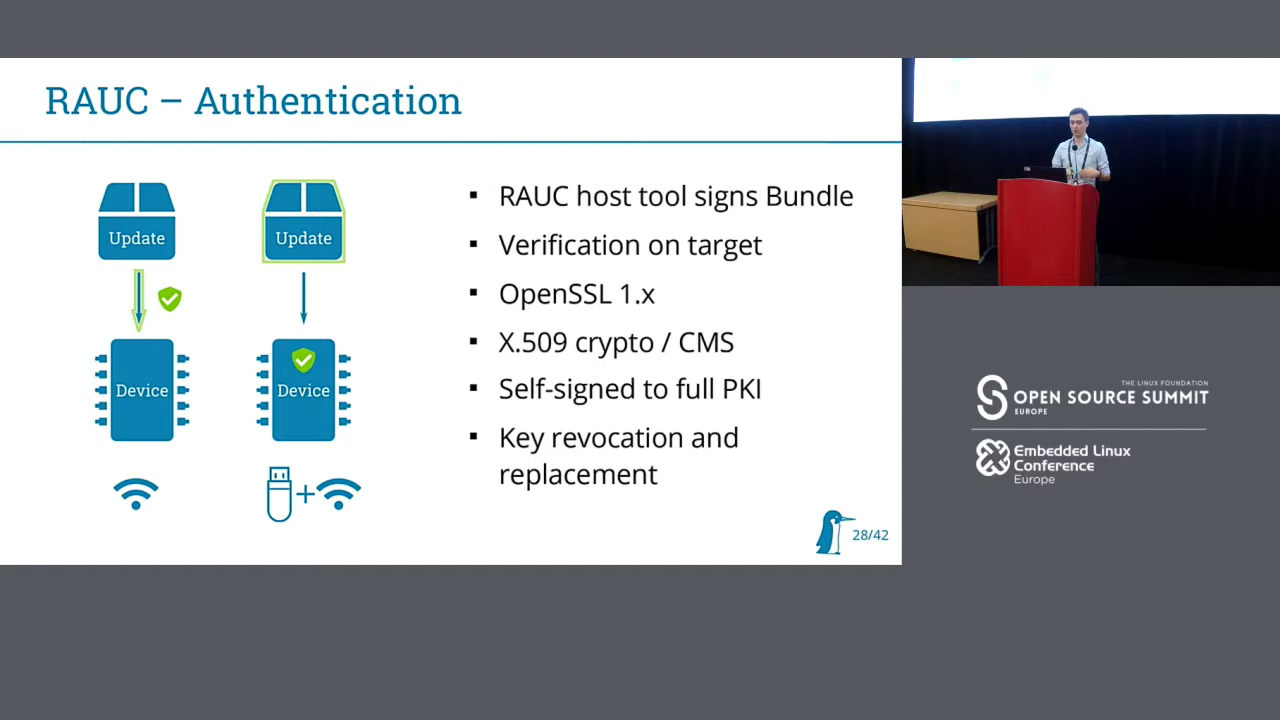 RAUC – Authentication
Update
Update
Device
Device
▪ RAUC host tool signs Bundle
▪ Verification on target
▪ OpenSSL 1.x
▪ X.509 crypto / CMS
▪ Self-signed to full PKI
▪ Key revocation and
replacement
28/42
THE LINUX FOUNDATION
OPEN SOURCE SUMMIT
EUROPE
Embedded Linux
Conference
Europe